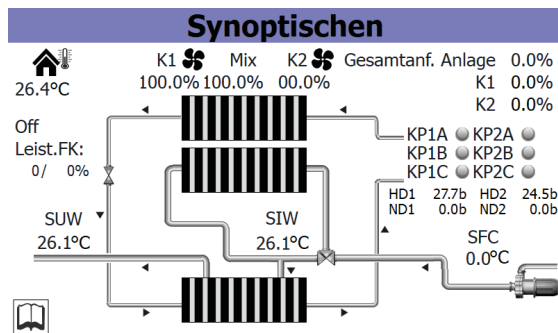 Synoptischen
K1 Mix K2 Gesamtanf. Anlage 0.0%
26.4°C 100.0% 100.0% 00.0% K1 0.0%
K2 0.0%
Off
Leist.FK:
0/ 0%
KP1A KP2A
KP1B KP2B
KP1C KP2C
HD1 27.7b HD2 24.5b
ND1 0.0b ND2 0.0b
SUW SIW SFC
26.1°C 26.1°C 0.0°C